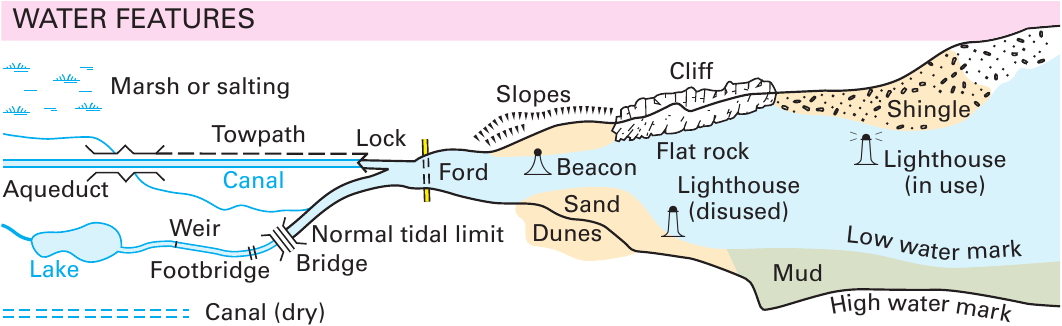 WATER FEATURES
Marsh or salting
Towpath
Lock
Slopes
Cliff
Shingle
Aqueduct
Canal
Ford
Beacon
Flat rock
Lighthouse
(in use)
Lighthouse
(disused)
Sand
Dunes
Weir
Normal tidal limit
Lake
Footbridge
Bridge
Low water mark
Mud
High water mark
Canal (dry)